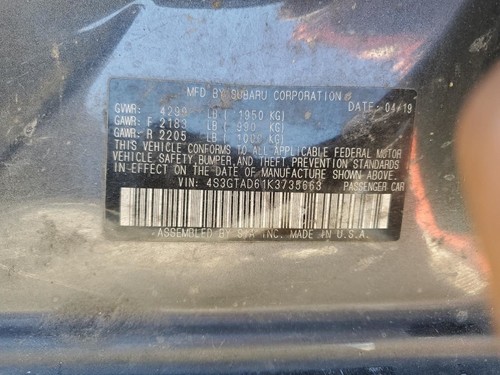 MFD BY SUBARU CORPORATION
DATE: 04/19
GVWR: 4299 LB ( 1950 KG)
GAWR: F 2183 LB ( 990 KG)
GAWR: R 2205 LB ( 1000 KG)
THIS VEHICLE CONFORMS TO ALL APPLICABLE FEDERAL MOTOR
VEHICLE SAFETY, BUMPER, AND THEFT PREVENTION STANDARDS
IN EFFECT ON THE DATE OF MANUFACTURE SHOWN ABOVE.
VIN: 4S3GTAD61K3735663 PASSENGER CAR
ASSEMBLED BY SIA INC. MADE IN U.S.A.